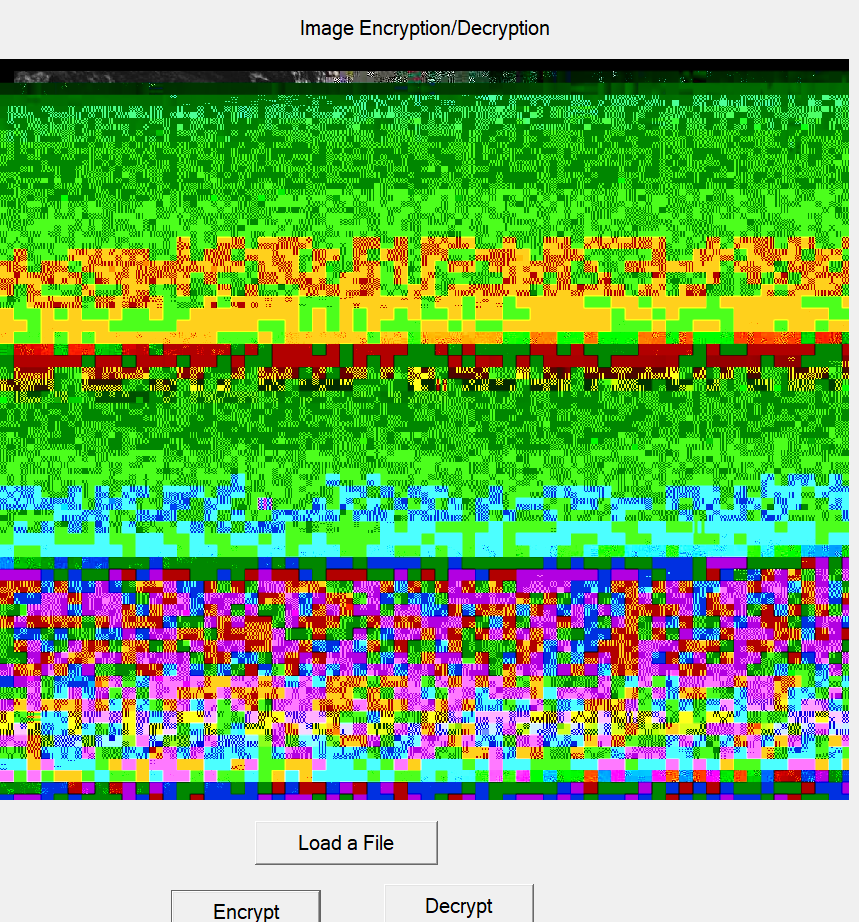 Image Encryption/Decryption
Load a File
Encrypt
Decrypt